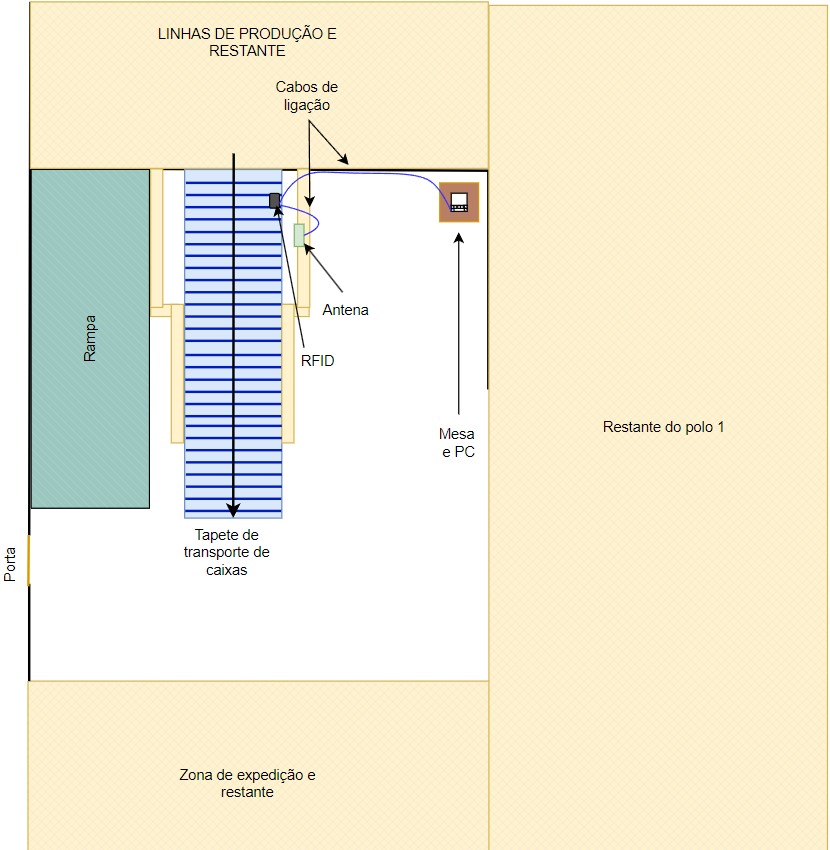 LINHAS DE PRODUÇÃO E
RESTANTE
Cabos de
ligação
Antena
Rampa
RFID
Mesa
e PC
Restante do polo 1
Tapete de
transporte de
caixas
Porta
Zona de expedição e
restante